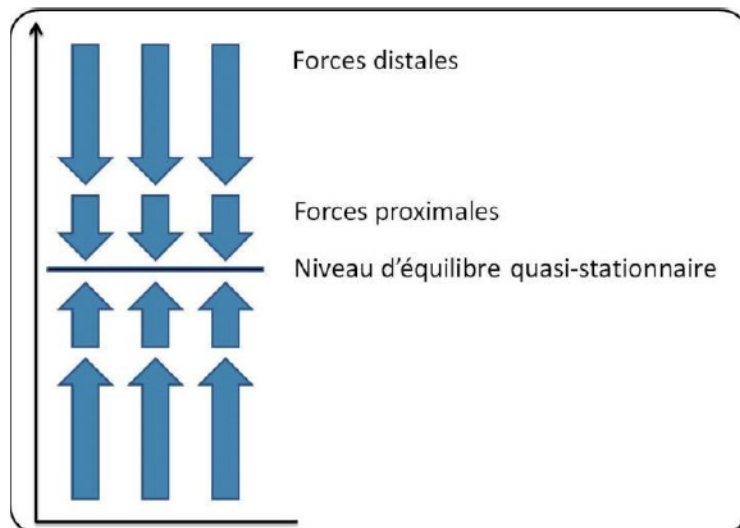 Forces distales
Forces proximales
Niveau d'équilibre quasi-stationnaire